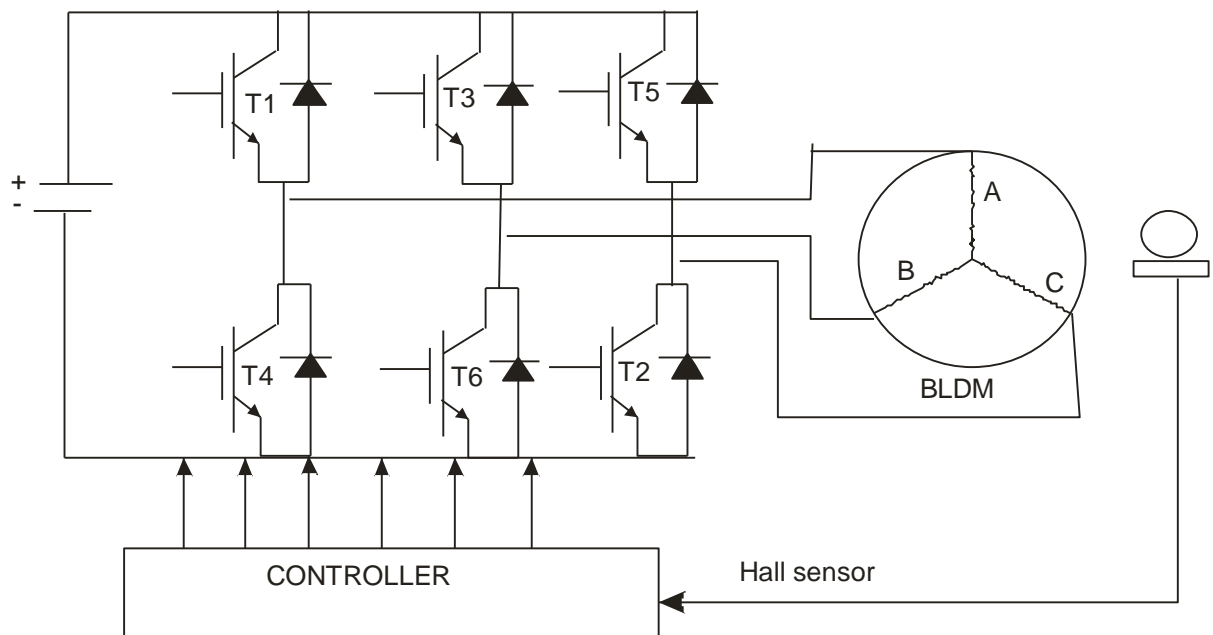 T1
T3
T5
+
-
A
B
C
T4
T6
T2
BLDM
CONTROLLER
Hall sensor